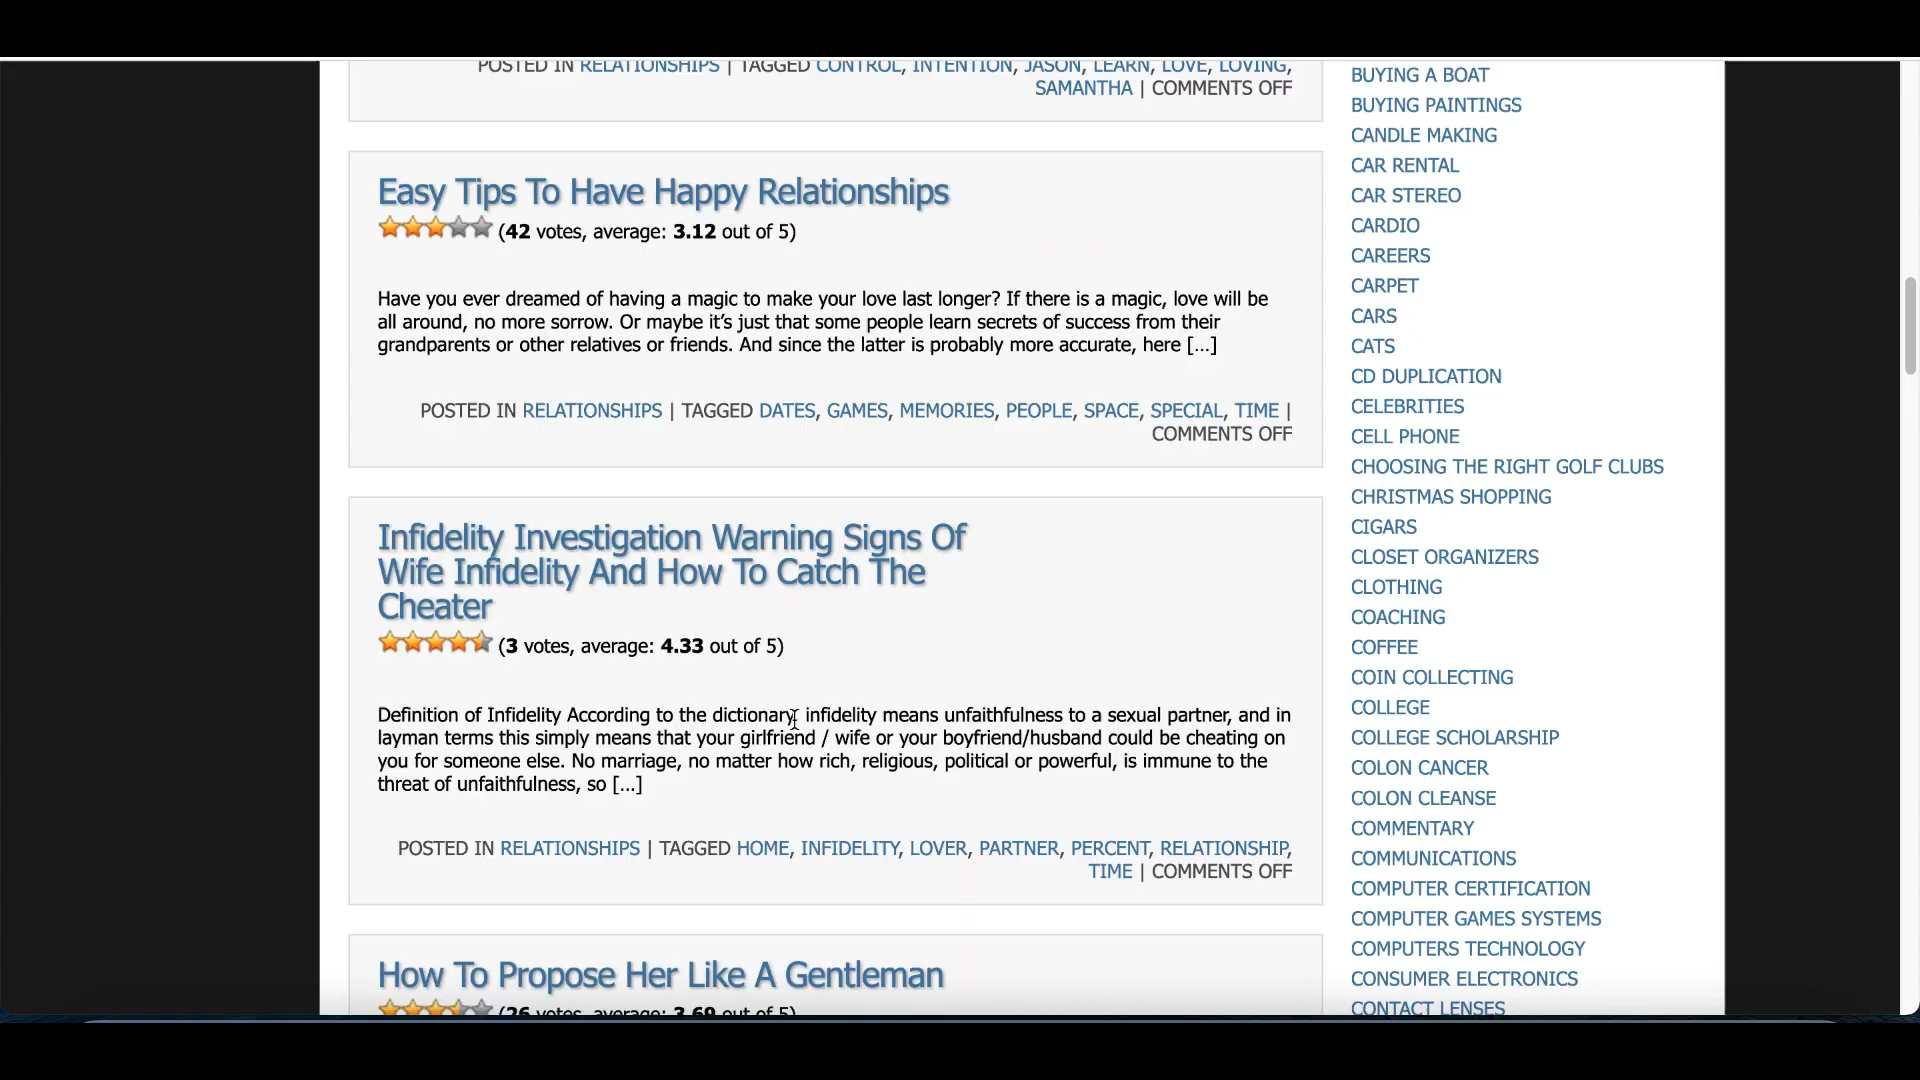 POSTED IN RELATIONSHIPS | TAGGED CONTROL, INTENTION, JASON, LEARN, LOVE, LOVING,
SAMANTHA | COMMENTS OFF
Easy Tips To Have Happy Relationships
(42 votes, average: 3.12 out of 5)
Have you ever dreamed of having a magic to make your love last longer? If there is a magic, love will be
all around, no more sorrow. Or maybe it’s just that some people learn secrets of success from their
grandparents or other relatives or friends. And since the latter is probably more accurate, here [...]
POSTED IN RELATIONSHIPS | TAGGED DATES, GAMES, MEMORIES, PEOPLE, SPACE, SPECIAL, TIME |
COMMENTS OFF
Infidelity Investigation Warning Signs Of
Wife Infidelity And How To Catch The
Cheater
(3 votes, average: 4.33 out of 5)
Definition of Infidelity According to the dictionary, infidelity means unfaithfulness to a sexual partner, and in
layman terms this simply means that your girlfriend / wife or your boyfriend/husband could be cheating on
you for someone else. No marriage, no matter how rich, religious, political or powerful, is immune to the
threat of unfaithfulness, so [...]
POSTED IN RELATIONSHIPS | TAGGED HOME, INFIDELITY, LOVER, PARTNER, PERCENT, RELATIONSHIP,
TIME | COMMENTS OFF
How To Propose Her Like A Gentleman
(26 votes, average: 3.69 out of 5)
BUYING A BOAT
BUYING PAINTINGS
CANDLE MAKING
CAR RENTAL
CAR STEREO
CARDIO
CAREERS
CARPET
CARS
CATS
CD DUPLICATION
CELEBRITIES
CELL PHONE
CHOOSING THE RIGHT GOLF CLUBS
CHRISTMAS SHOPPING
CIGARS
CLOSET ORGANIZERS
CLOTHING
COACHING
COFFEE
COIN COLLECTING
COLLEGE
COLLEGE SCHOLARSHIP
COLON CANCER
COLON CLEANSE
COMMENTARY
COMMUNICATIONS
COMPUTER CERTIFICATION
COMPUTER GAMES SYSTEMS
COMPUTERS TECHNOLOGY
CONSUMER ELECTRONICS
CONTACT LENSES